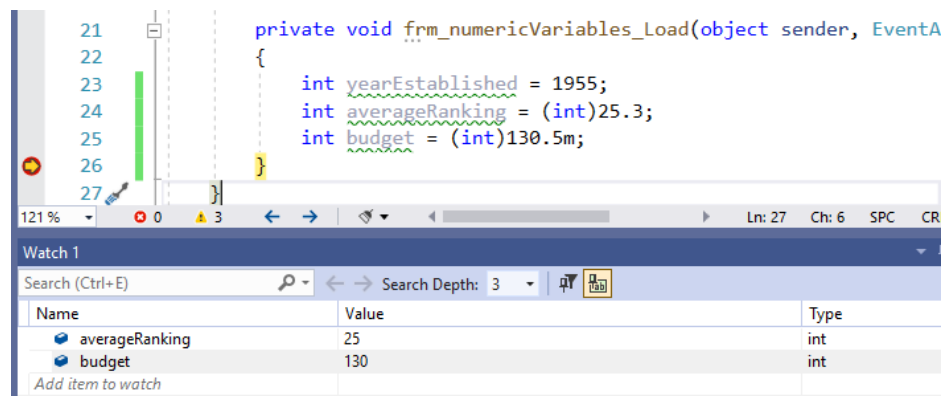 21 private void frm_numericVariables_Load(object sender, EventA
22 {
23 int yearEstablished = 1955;
24 int averageRanking = (int)25.3;
25 int budget = (int)130.5m;
26 }
27 }
121 % 0 3 Ln: 27 Ch: 6 SPC CR
Watch 1
Search (Ctrl+E) Search Depth: 3
Name Value Type
averageRanking 25 int
budget 130 int
Add item to watch